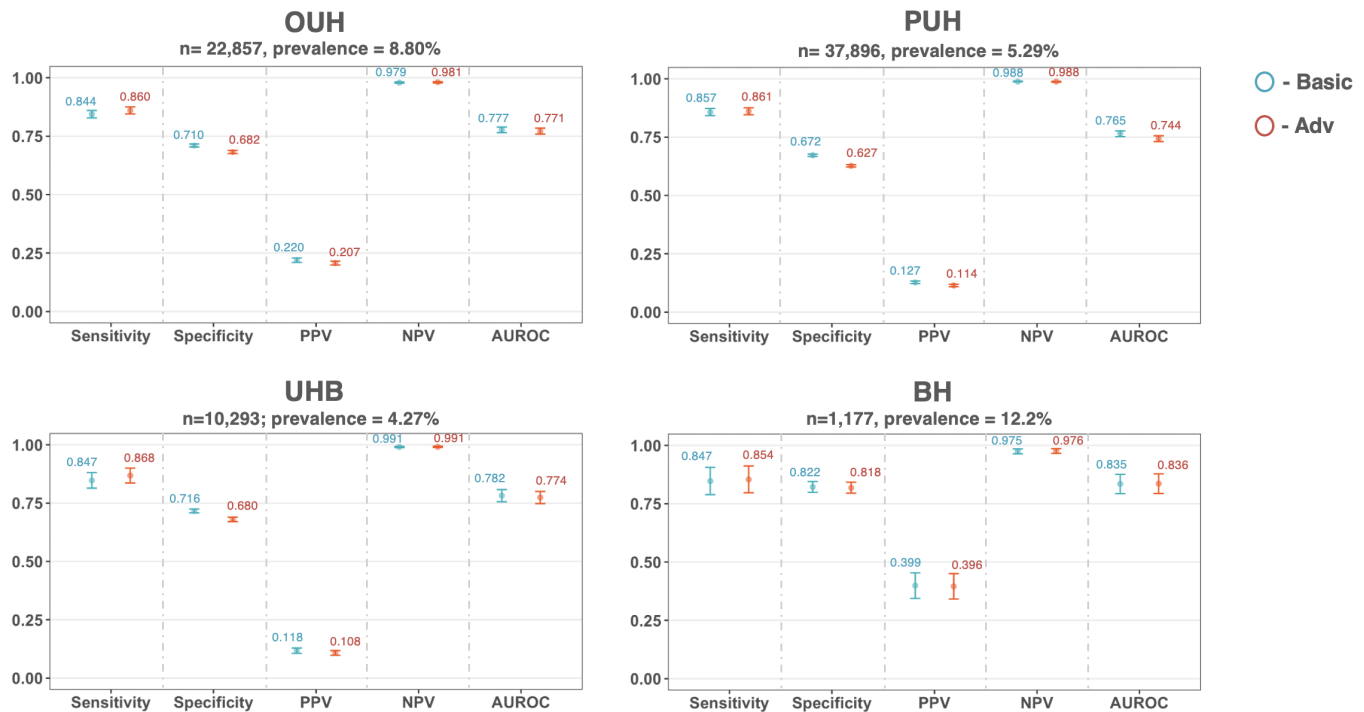 OUH
n= 22,857, prevalence = 8.80%
1.00
0.75
0.50
0.25
0.00
0.844
0.860
0.710
0.682
0.220
0.207
0.979
0.981
0.777
0.771
Sensitivity
Specificity
PPV
NPV
AUROC
PUH
n= 37,896, prevalence = 5.29%
1.00
0.75
0.50
0.25
0.00
0.857
0.861
0.672
0.627
0.127
0.114
0.988
0.988
0.765
0.744
Sensitivity
Specificity
PPV
NPV
AUROC
- Basic
- Adv
UHB
n=10,293; prevalence = 4.27%
1.00
0.75
0.50
0.25
0.00
0.847
0.868
0.716
0.680
0.118
0.108
0.991
0.991
0.782
0.774
Sensitivity
Specificity
PPV
NPV
AUROC
BH
n=1,177, prevalence = 12.2%
1.00
0.75
0.50
0.25
0.00
0.847
0.854
0.822
0.818
0.399
0.396
0.975
0.976
0.835
0.836
Sensitivity
Specificity
PPV
NPV
AUROC